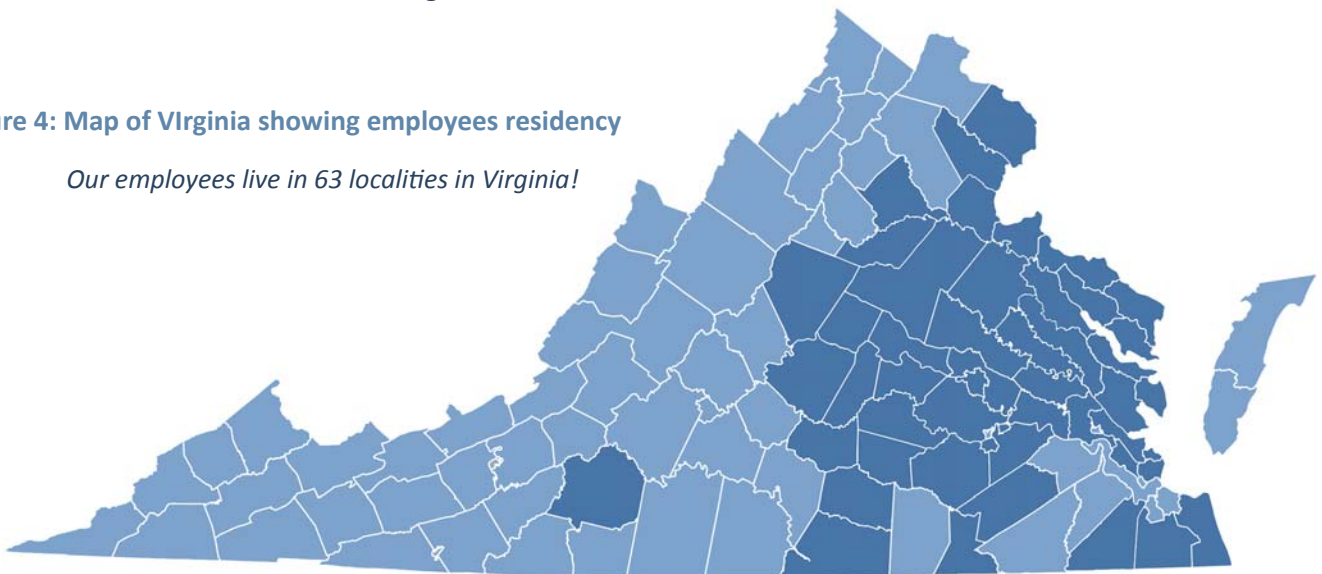 re 4: Map of VIrginia showing employees residency
Our employees live in 63 localities in Virginia!